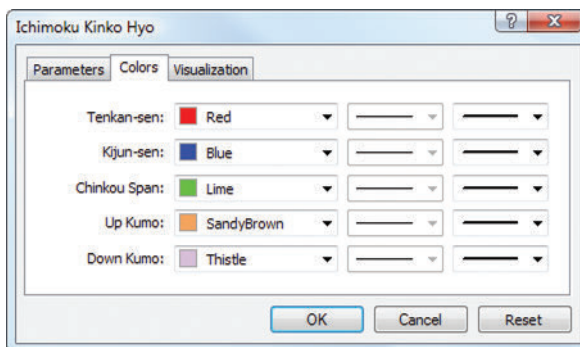 Ichimoku Kinko Hyo
Parameters Colors Visualization
Tenkan-sen: Red
Kijun-sen: Blue
Chinkou Span: Lime
Up Kumo: SandyBrown
Down Kumo: Thistle
OK Cancel Reset